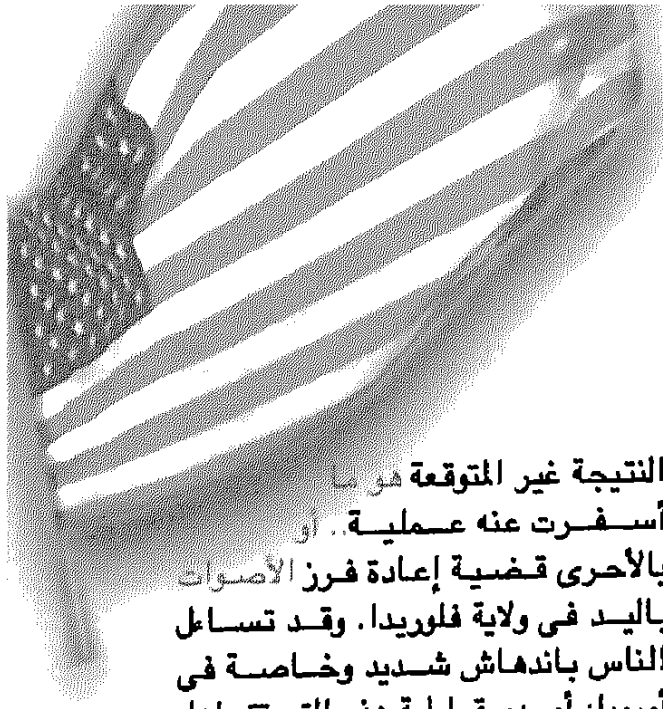 النتيجة غير المتوقعة هو ما
أسفرت عنه عملية.. أو
بالأحرى قضية إعادة فرز الأصوات
باليد فى ولاية فلوريدا. وقد تساءل
الناس باندهاش شديد وخاصة فى